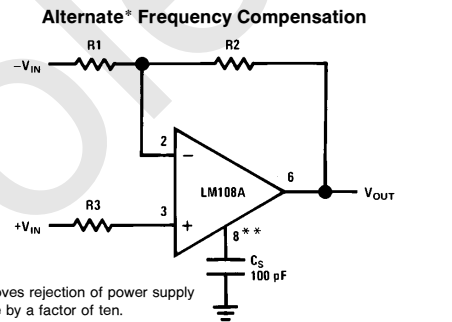 Alternate* Frequency Compensation
R1
R2
−VIN
2
−
LM108A
6
VOUT
R3
3
+
+VIN
8**
CS
100 pF
rejection of power supply
by a factor of ten.